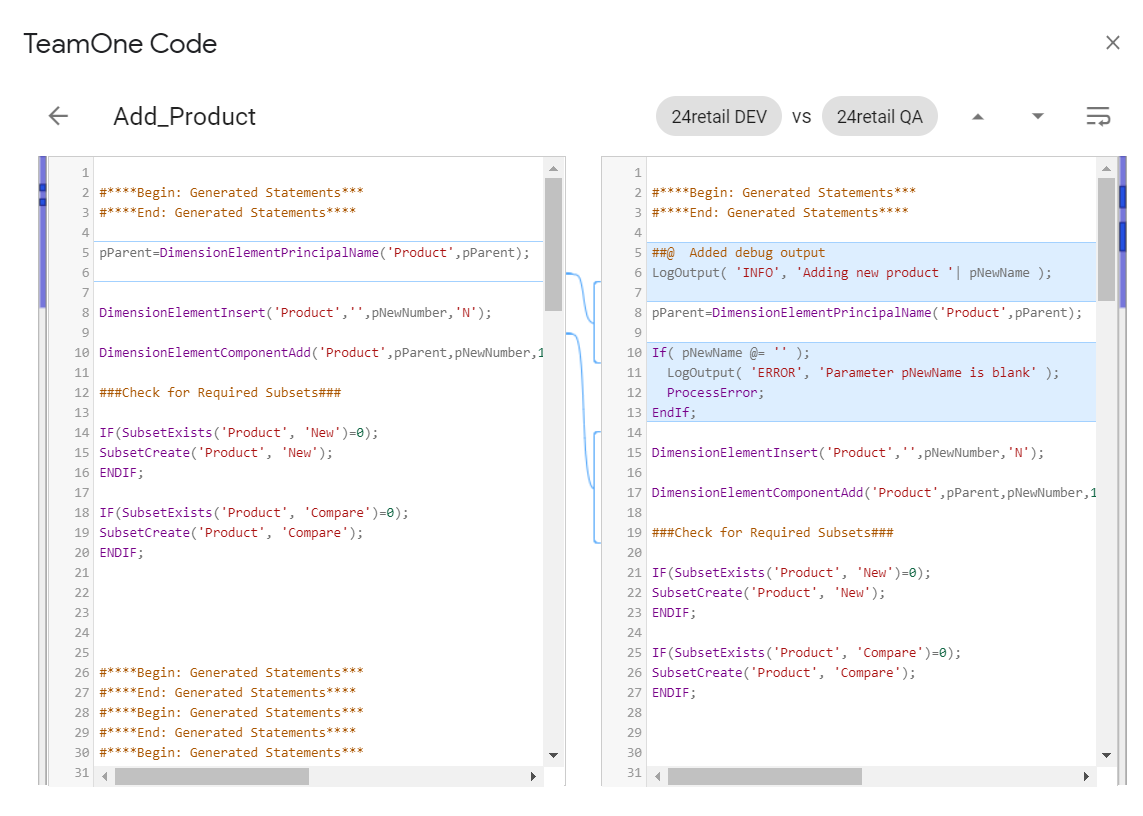 TeamOne Code
Add_Product
24retail DEV vs 24retail QA
1
2 #****Begin: Generated Statements***
3 #****End: Generated Statements****
4
5 pParent=DimensionElementPrincipalName('Product',pParent);
6
7
8 DimensionElementInsert('Product','',pNewNumber,'N');
9
10 DimensionElementComponentAdd('Product',pParent,pNewNumber,1
11
12 ###Check for Required Subsets###
13
14 IF(SubsetExists('Product', 'New')=0);
15 SubsetCreate('Product', 'New');
16 ENDIF;
17
18 IF(SubsetExists('Product', 'Compare')=0);
19 SubsetCreate('Product', 'Compare');
20 ENDIF;
21
22
23
24
25
26 #****Begin: Generated Statements***
27 #****End: Generated Statements****
28 #****Begin: Generated Statements***
29 #****End: Generated Statements****
30 #****Begin: Generated Statements***
31
1
2 #****Begin: Generated Statements***
3 #****End: Generated Statements****
4
5 ##@  Added debug output
6 LogOutput( 'INFO', 'Adding new product '| pNewName );
7
8 pParent=DimensionElementPrincipalName('Product',pParent);
9
10 If( pNewName @= '' );
11   LogOutput( 'ERROR', 'Parameter pNewName is blank' );
12   ProcessError;
13 EndIf;
14
15 DimensionElementInsert('Product','',pNewNumber,'N');
16
17 DimensionElementComponentAdd('Product',pParent,pNewNumber,1
18
19 ###Check for Required Subsets###
20
21 IF(SubsetExists('Product', 'New')=0);
22 SubsetCreate('Product', 'New');
23 ENDIF;
24
25 IF(SubsetExists('Product', 'Compare')=0);
26 SubsetCreate('Product', 'Compare');
27 ENDIF;
28
29
30
31